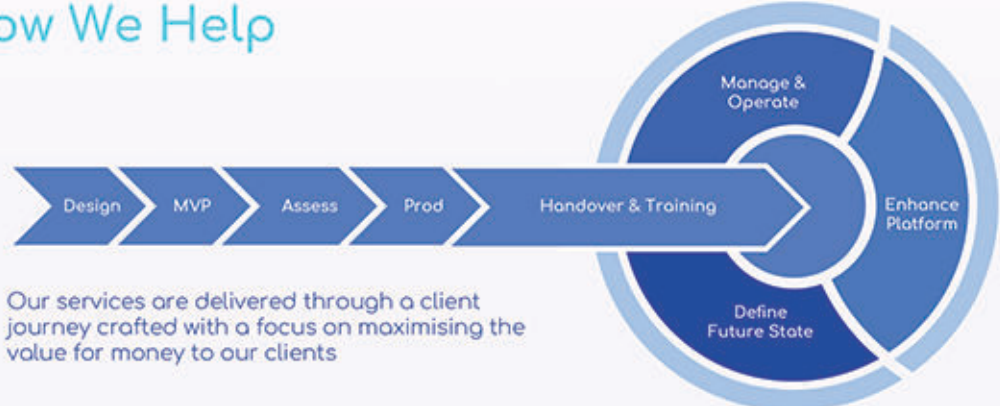 ow We Help
Manage &
Operate
Design
MVP
Assess
Prod
Handover & Training
Enhance
Platform
Define
Future State
Our services are delivered through a client
journey crafted with a focus on maximising the
value for money to our clients